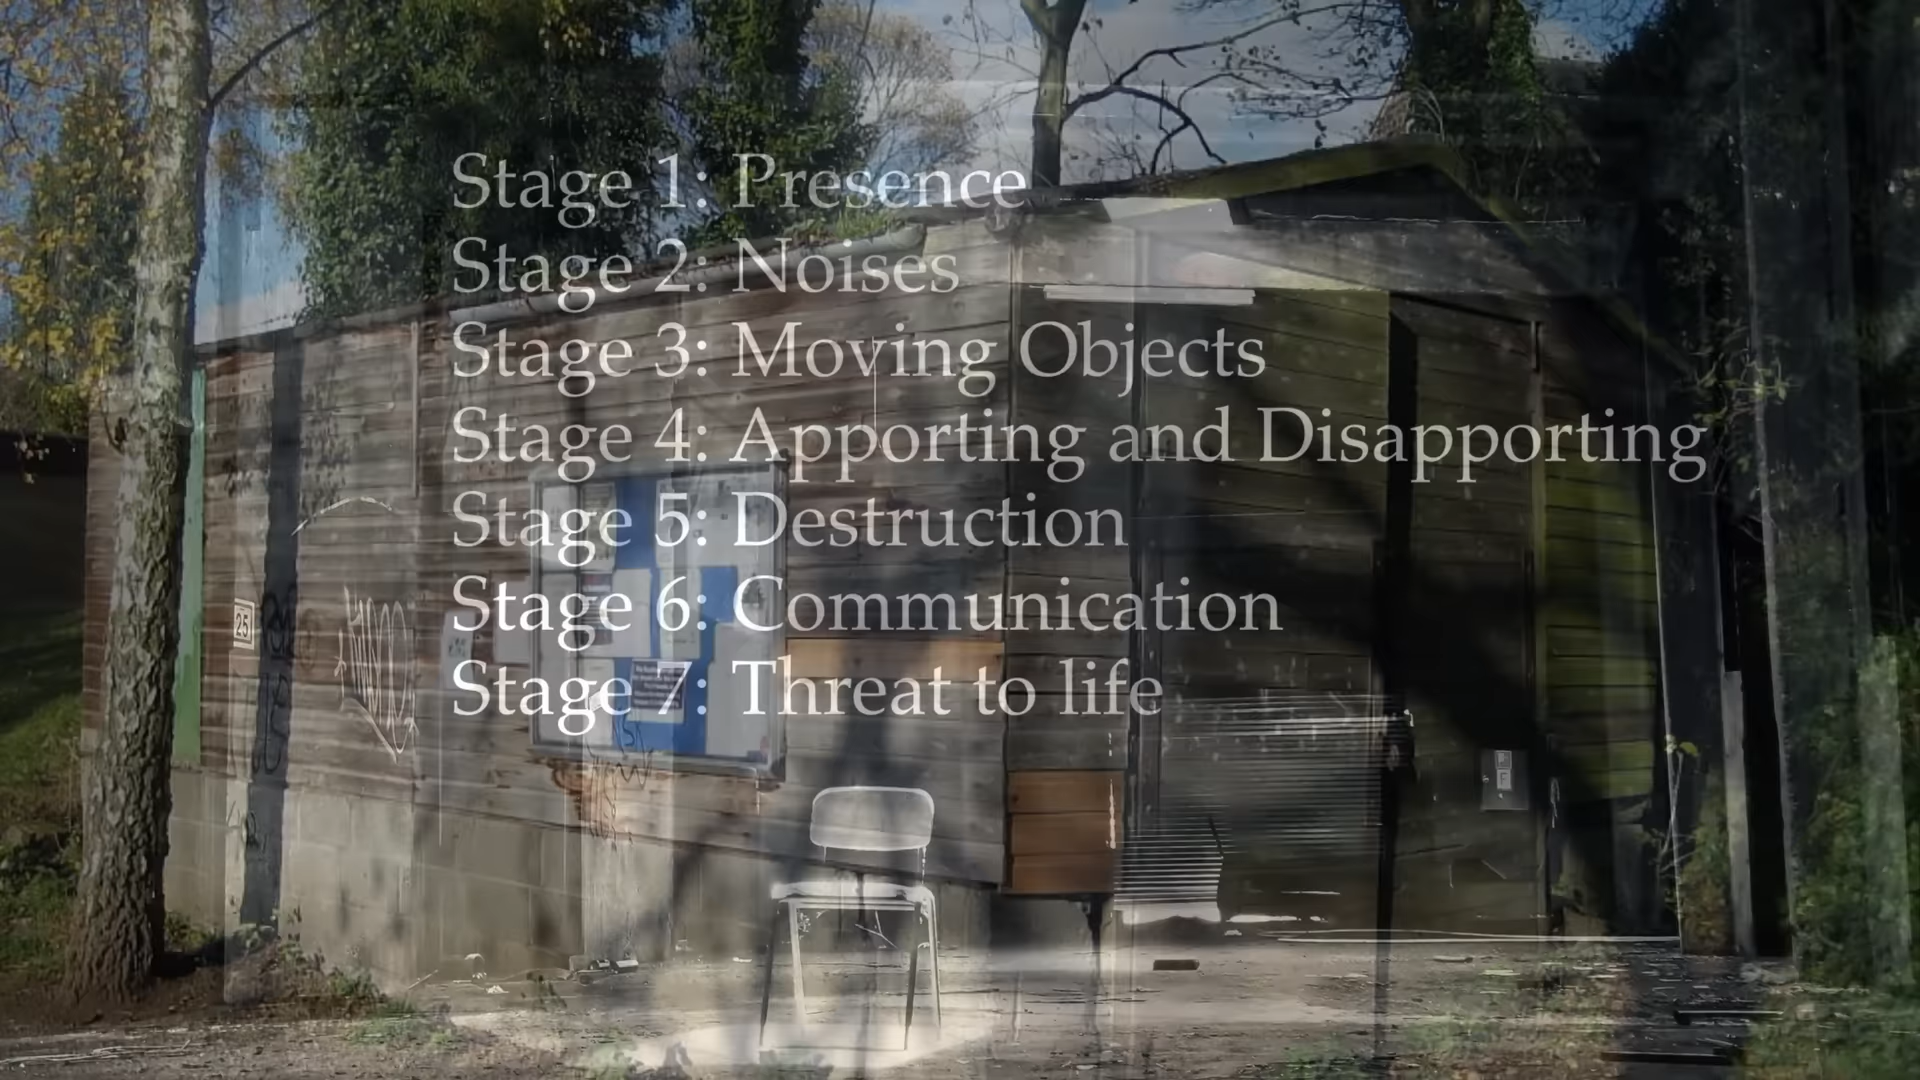 Stage 1: Presence
Stage 2: Noises
Stage 3: Moving Objects
Stage 4: Apporting and Disapporting
Stage 5: Destruction
Stage 6: Communication
Stage 7: Threat to life
25